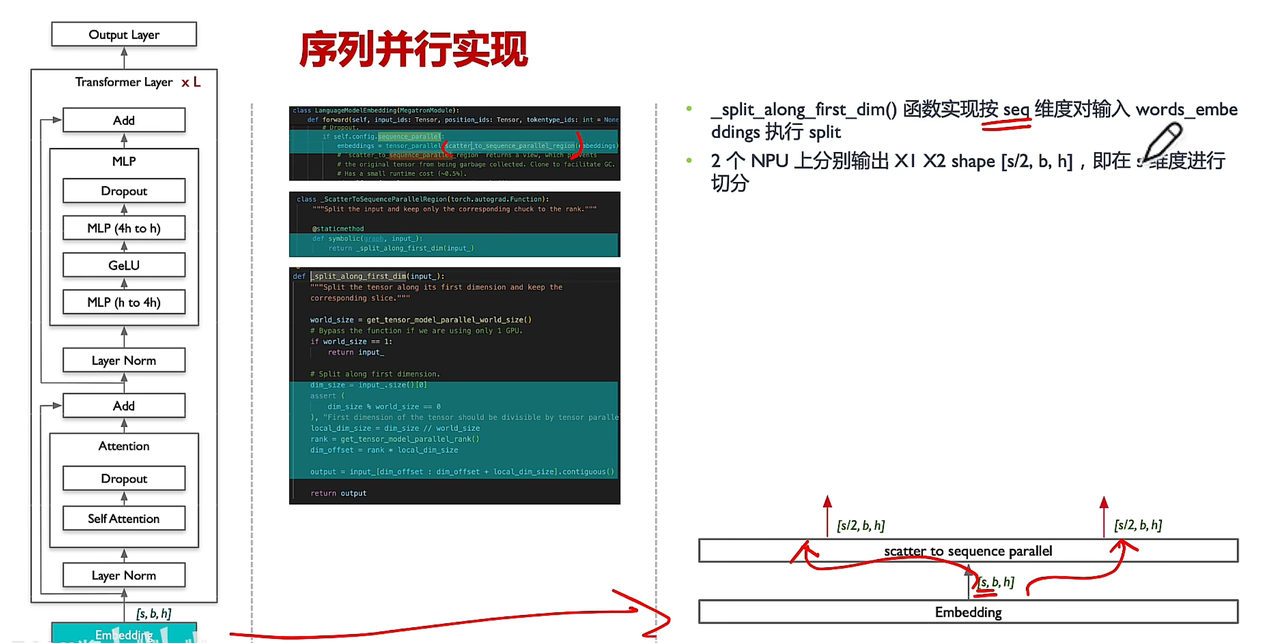 序列并行实现
Output Layer
Transformer Layer x L
Add
MLP
Dropout
MLP (4h to h)
GeLU
MLP (h to 4h)
Layer Norm
Add
Attention
Dropout
Self Attention
Layer Norm
[s, b, h]
Embedding
class LanguageModelEmbedding(MegatronModule):
def forward(self, input_ids: Tensor, position_ids: Tensor, tokentype_ids: int = None
# Dropout.
if self.config.sequence_parallel:
embeddings = tensor_parallel.scatter_to_sequence_parallel_region(embeddings)
# `scatter_to_sequence_parallel_region` returns a view, which prevents
# the original tensor from being garbage collected. Clone to facilitate GC.
# Has a small runtime cost (~0.5%).
class _ScatterToSequenceParallelRegion(torch.autograd.Function):
"""Split the input and keep only the corresponding chuck to the rank."""
@staticmethod
def symbolic(graph, input_):
return _split_along_first_dim(input_)
def _split_along_first_dim(input_):
"""Split the tensor along its first dimension and keep the
corresponding slice."""
world_size = get_tensor_model_parallel_world_size()
# Bypass the function if we are using only 1 GPU.
if world_size == 1:
return input_
# Split along first dimension.
dim_size = input_.size()[0]
assert (
dim_size % world_size == 0
), "First dimension of the tensor should be divisible by tensor paralle
local_dim_size = dim_size // world_size
rank = get_tensor_model_parallel_rank()
dim_offset = rank * local_dim_size
output = input_[dim_offset : dim_offset + local_dim_size].contiguous()
return output
• _split_along_first_dim() 函数实现按 seq 维度对输入 words_embe
ddings 执行 split
• 2 个 NPU 上分别输出 X1 X2 shape [s/2, b, h]，即在 s 维度进行
切分
[s/2, b, h]
[s/2, b, h]
scatter to sequence parallel
[s, b, h]
Embedding